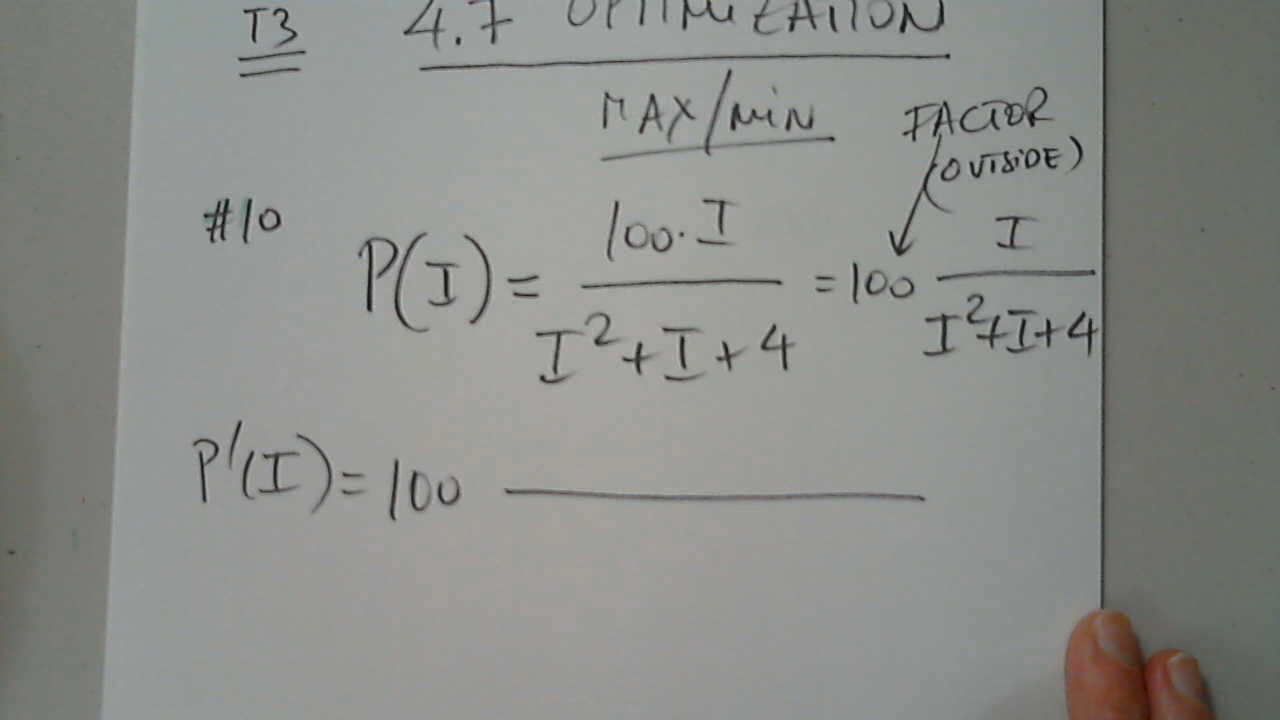 T3 4.7 OPTIMIZATION
MAX/MIN
FACTOR
(OUTSIDE)
#10
P(I) = 100·I / I²+I+4 = 100 I / I²+I+4
P'(I) = 100